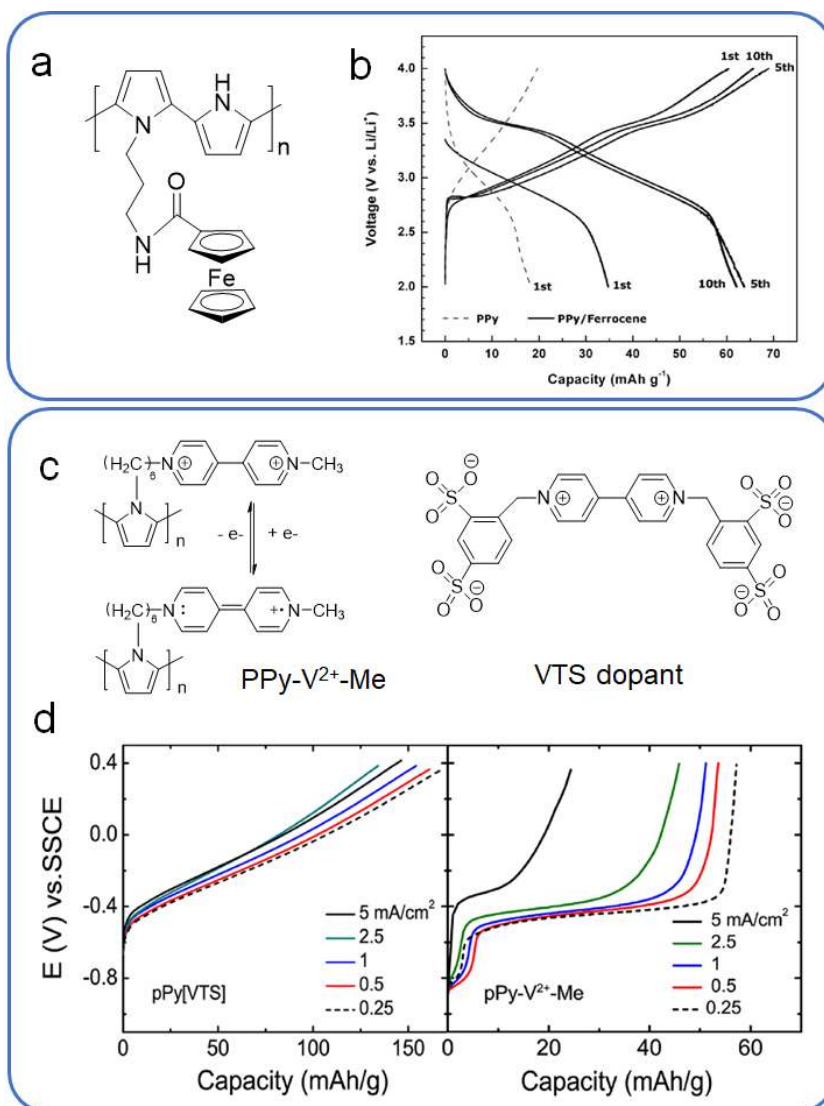 a
b
H
N
N
n
O
N
H
Fe
Voltage (V vs. Li/Li⁺)
4.0
3.5
3.0
2.5
2.0
1.5
1st 10th
5th
1st
1st
10th
5th
PPy
PPy/Ferrocene
0 10 20 30 40 50 60 70
Capacity (mAh g⁻¹)
c
(H₂C)₆ N + N + CH₃
N
n
- e- + e-
(H₂C)₆ N : N +• CH₃
N
n
PPy-V²⁺-Me
O S O O ⊖
N + N +
O S O O ⊖
O S O O ⊖
O S O O ⊖
VTS dopant
d
E (V) vs.SSCE
0.4
0.0
-0.4
-0.8
5 mA/cm²
2.5
1
0.5
0.25
pPy[VTS]
0 50 100 150
Capacity (mAh/g)
5 mA/cm²
2.5
1
0.5
0.25
pPy-V²⁺-Me
0 20 40 60
Capacity (mAh/g)